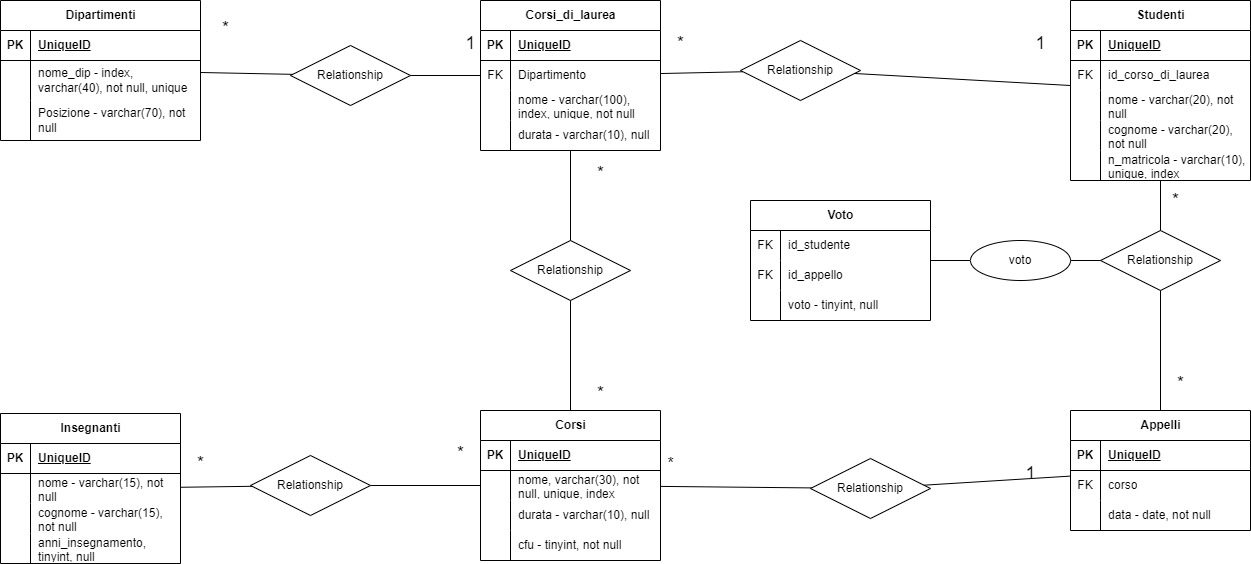 Dipartimenti
PK UniqueID
nome_dip - index,
varchar(40), not null, unique
Posizione - varchar(70), not
null
*
Relationship
1
Corsi_di_laurea
PK UniqueID
FK Dipartimento
nome - varchar(100),
index, unique, not null
durata - varchar(10), null
*
Relationship
1
Studenti
PK UniqueID
FK id_corso_di_laurea
nome - varchar(20), not
null
cognome - varchar(20),
not null
n_matricola - varchar(10),
unique, index
*
Relationship
*
*
Relationship
*
voto
Voto
FK id_studente
FK id_appello
voto - tinyint, null
Insegnanti
PK UniqueID
nome - varchar(15), not
null
cognome - varchar(15),
not null
anni_insegnamento,
tinyint, null
*
Relationship
*
Corsi
PK UniqueID
nome, varchar(30), not
null, unique, index
durata - varchar(10), null
cfu - tinyint, not null
*
Relationship
1
Appelli
PK UniqueID
FK corso
data - date, not null